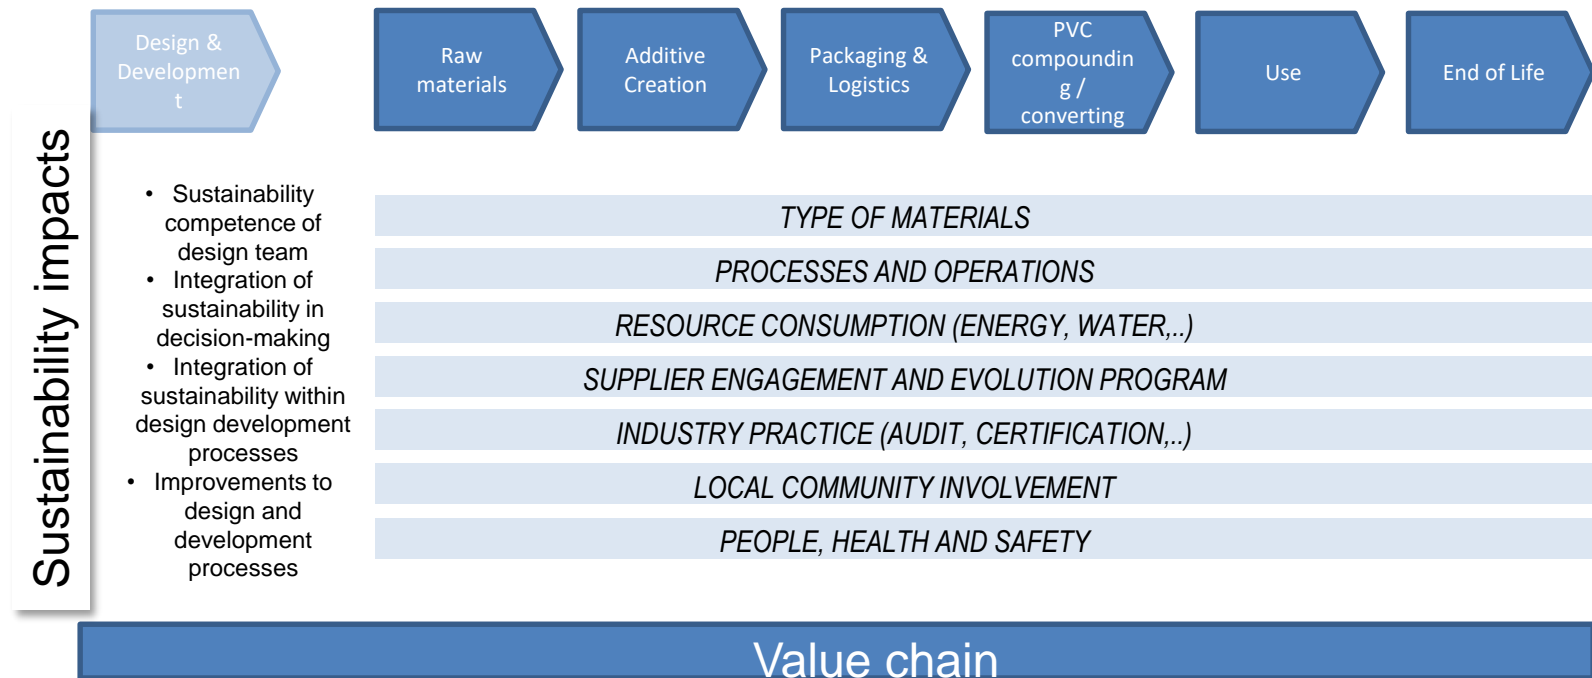 Design &
Developmen
t
Raw
materials
Additive
Creation
Packaging &
Logistics
PVC
compoundin
g /
converting
Use
End of Life
Sustainability impacts
• Sustainability
competence of
design team
• Integration of
sustainability in
decision-making
• Integration of
sustainability within
design development
processes
• Improvements to
design and
development
processes
TYPE OF MATERIALS
PROCESSES AND OPERATIONS
RESOURCE CONSUMPTION (ENERGY, WATER,..)
SUPPLIER ENGAGEMENT AND EVOLUTION PROGRAM
INDUSTRY PRACTICE (AUDIT, CERTIFICATION,..)
LOCAL COMMUNITY INVOLVEMENT
PEOPLE, HEALTH AND SAFETY
Value chain